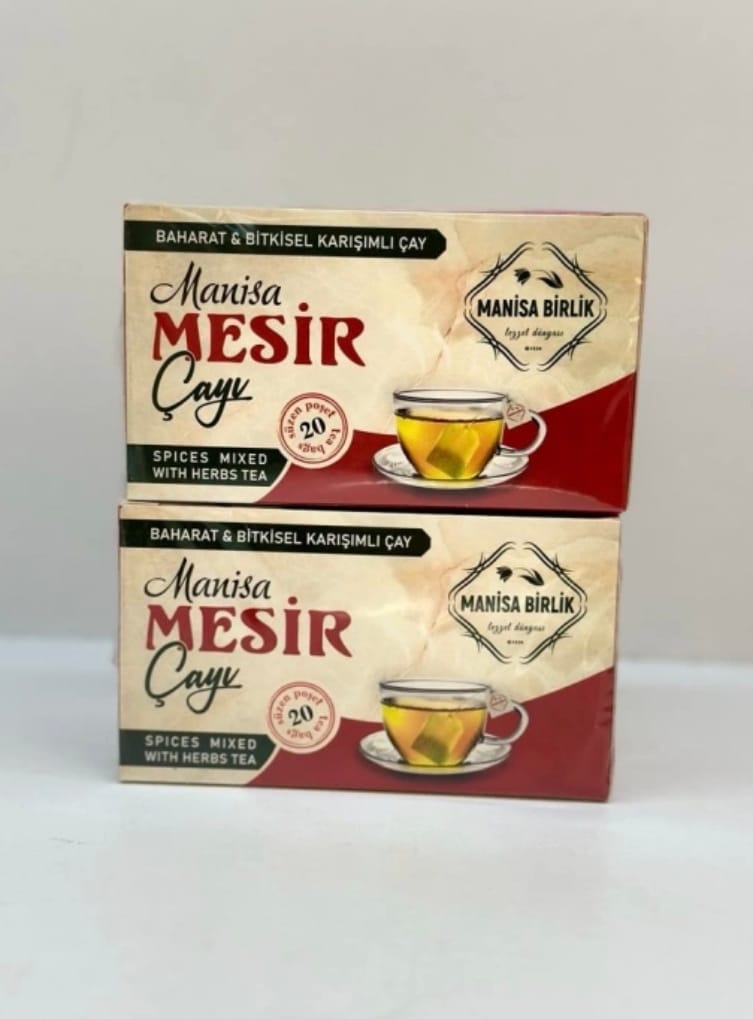 BAHARAT & BİTKİSEL KARIŞIMLI ÇAY
Manisa
MESİR
Çayı
süzen poşet
20
tea bags
SPICES MIXED
WITH HERBS TEA
MANİSA BİRLİK
lezzet dünyası
BAHARAT & BİTKİSEL KARIŞIMLI ÇAY
Manisa
MESİR
Çayı
süzen poşet
20
tea bags
SPICES MIXED
WITH HERBS TEA
MANİSA BİRLİK
lezzet dünyası